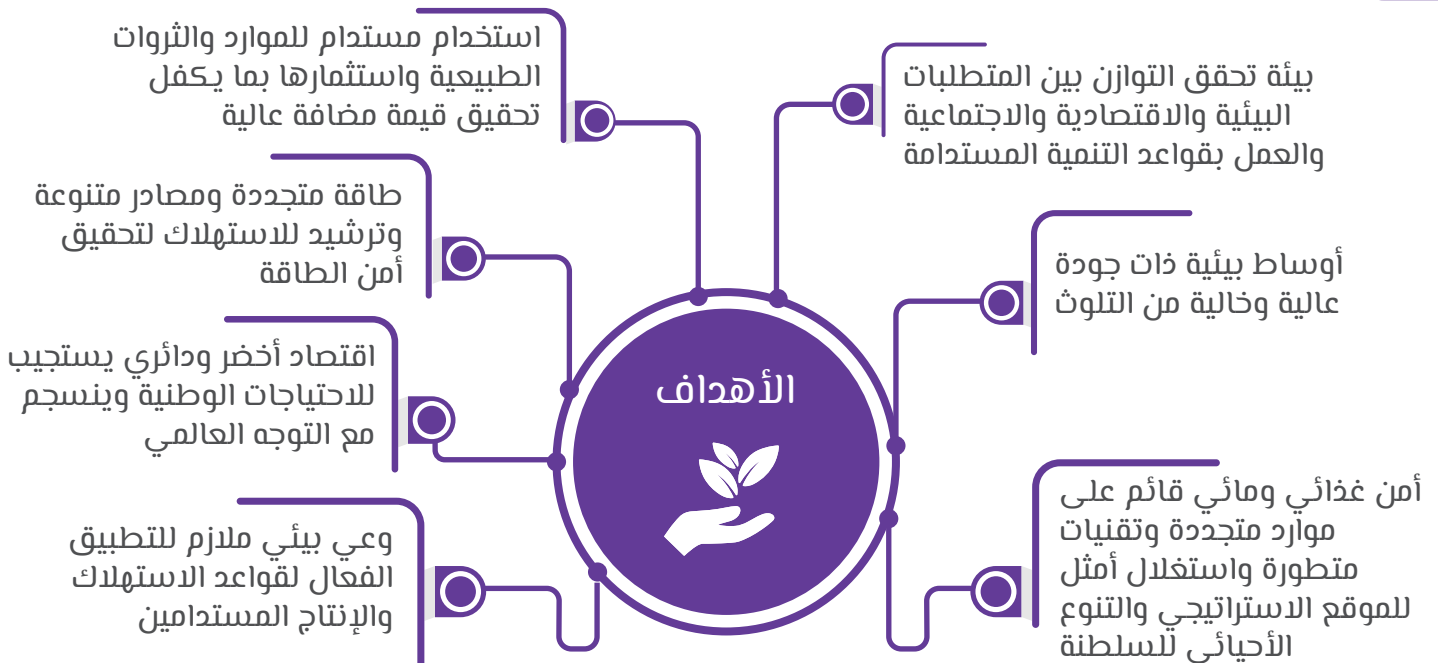 الأهداف
بيئة تحقق التوازن بين المتطلبات
البيئية والاقتصادية والاجتماعية
والعمل بقواعد التنمية المستدامة
أوساط بيئية ذات جودة
عالية وخالية من التلوث
أمن غذائي ومائي قائم على
موارد متجددة وتقنيات
متطورة واستغلال أمثل
للموقع الاستراتيجي والتنوع
الأحيائي للسلطنة
استخدام مستدام للموارد والثروات
الطبيعية واستثمارها بما يكفل
تحقيق قيمة مضافة عالية
طاقة متجددة ومصادر متنوعة
وترشيد للاستهلاك لتحقيق
أمن الطاقة
اقتصاد أخضر ودائري يستجيب
للاحتياجات الوطنية وينسجم
مع التوجه العالمي
وعي بيئي ملازم للتطبيق
الفعال لقواعد الاستهلاك
والإنتاج المستدامين